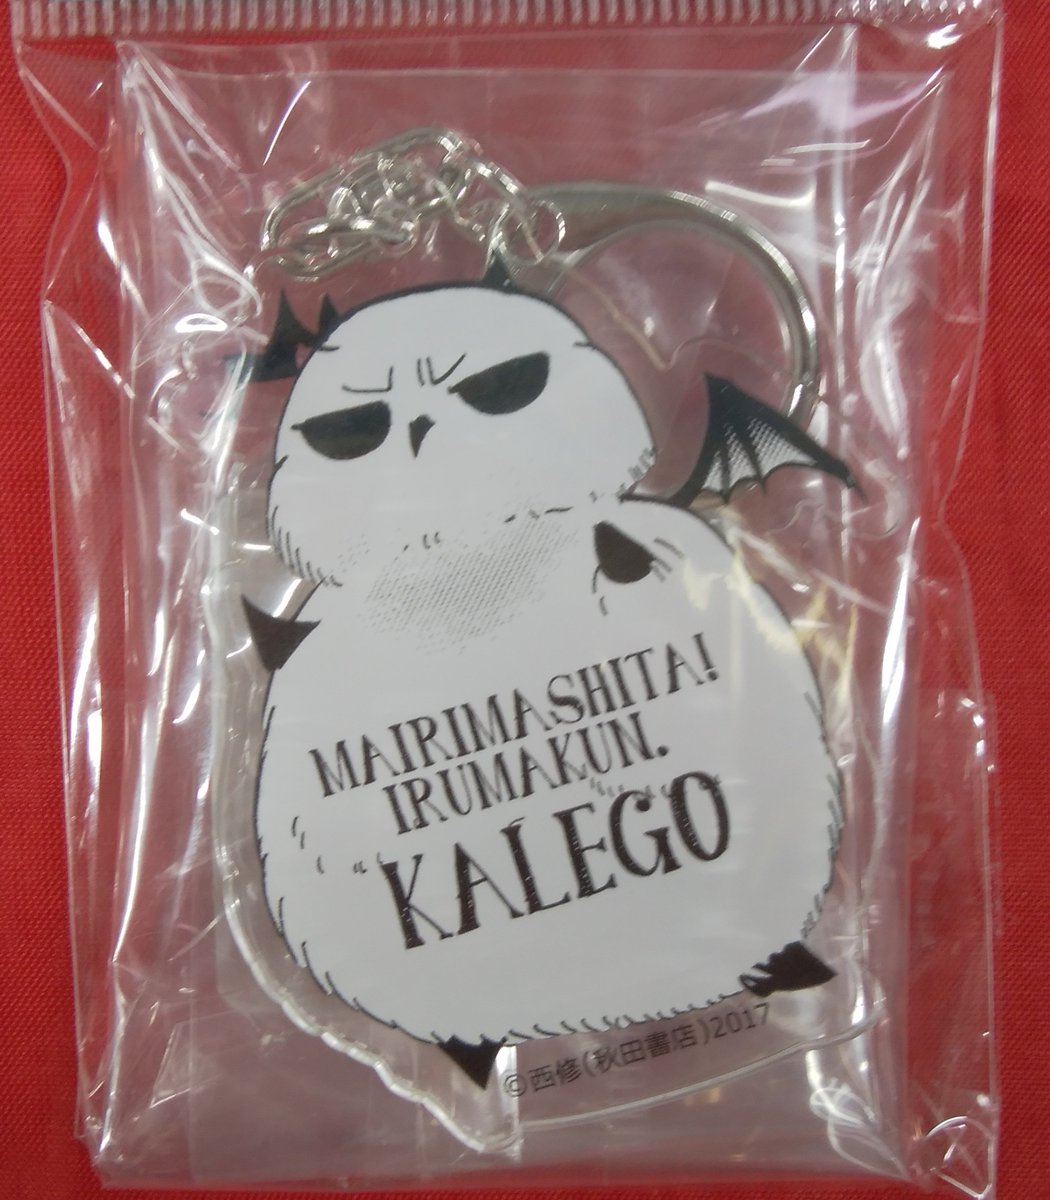 MAIRIMASHITA!
IRUMAKUN.
KALEGO
©西修(秋田書店)2017